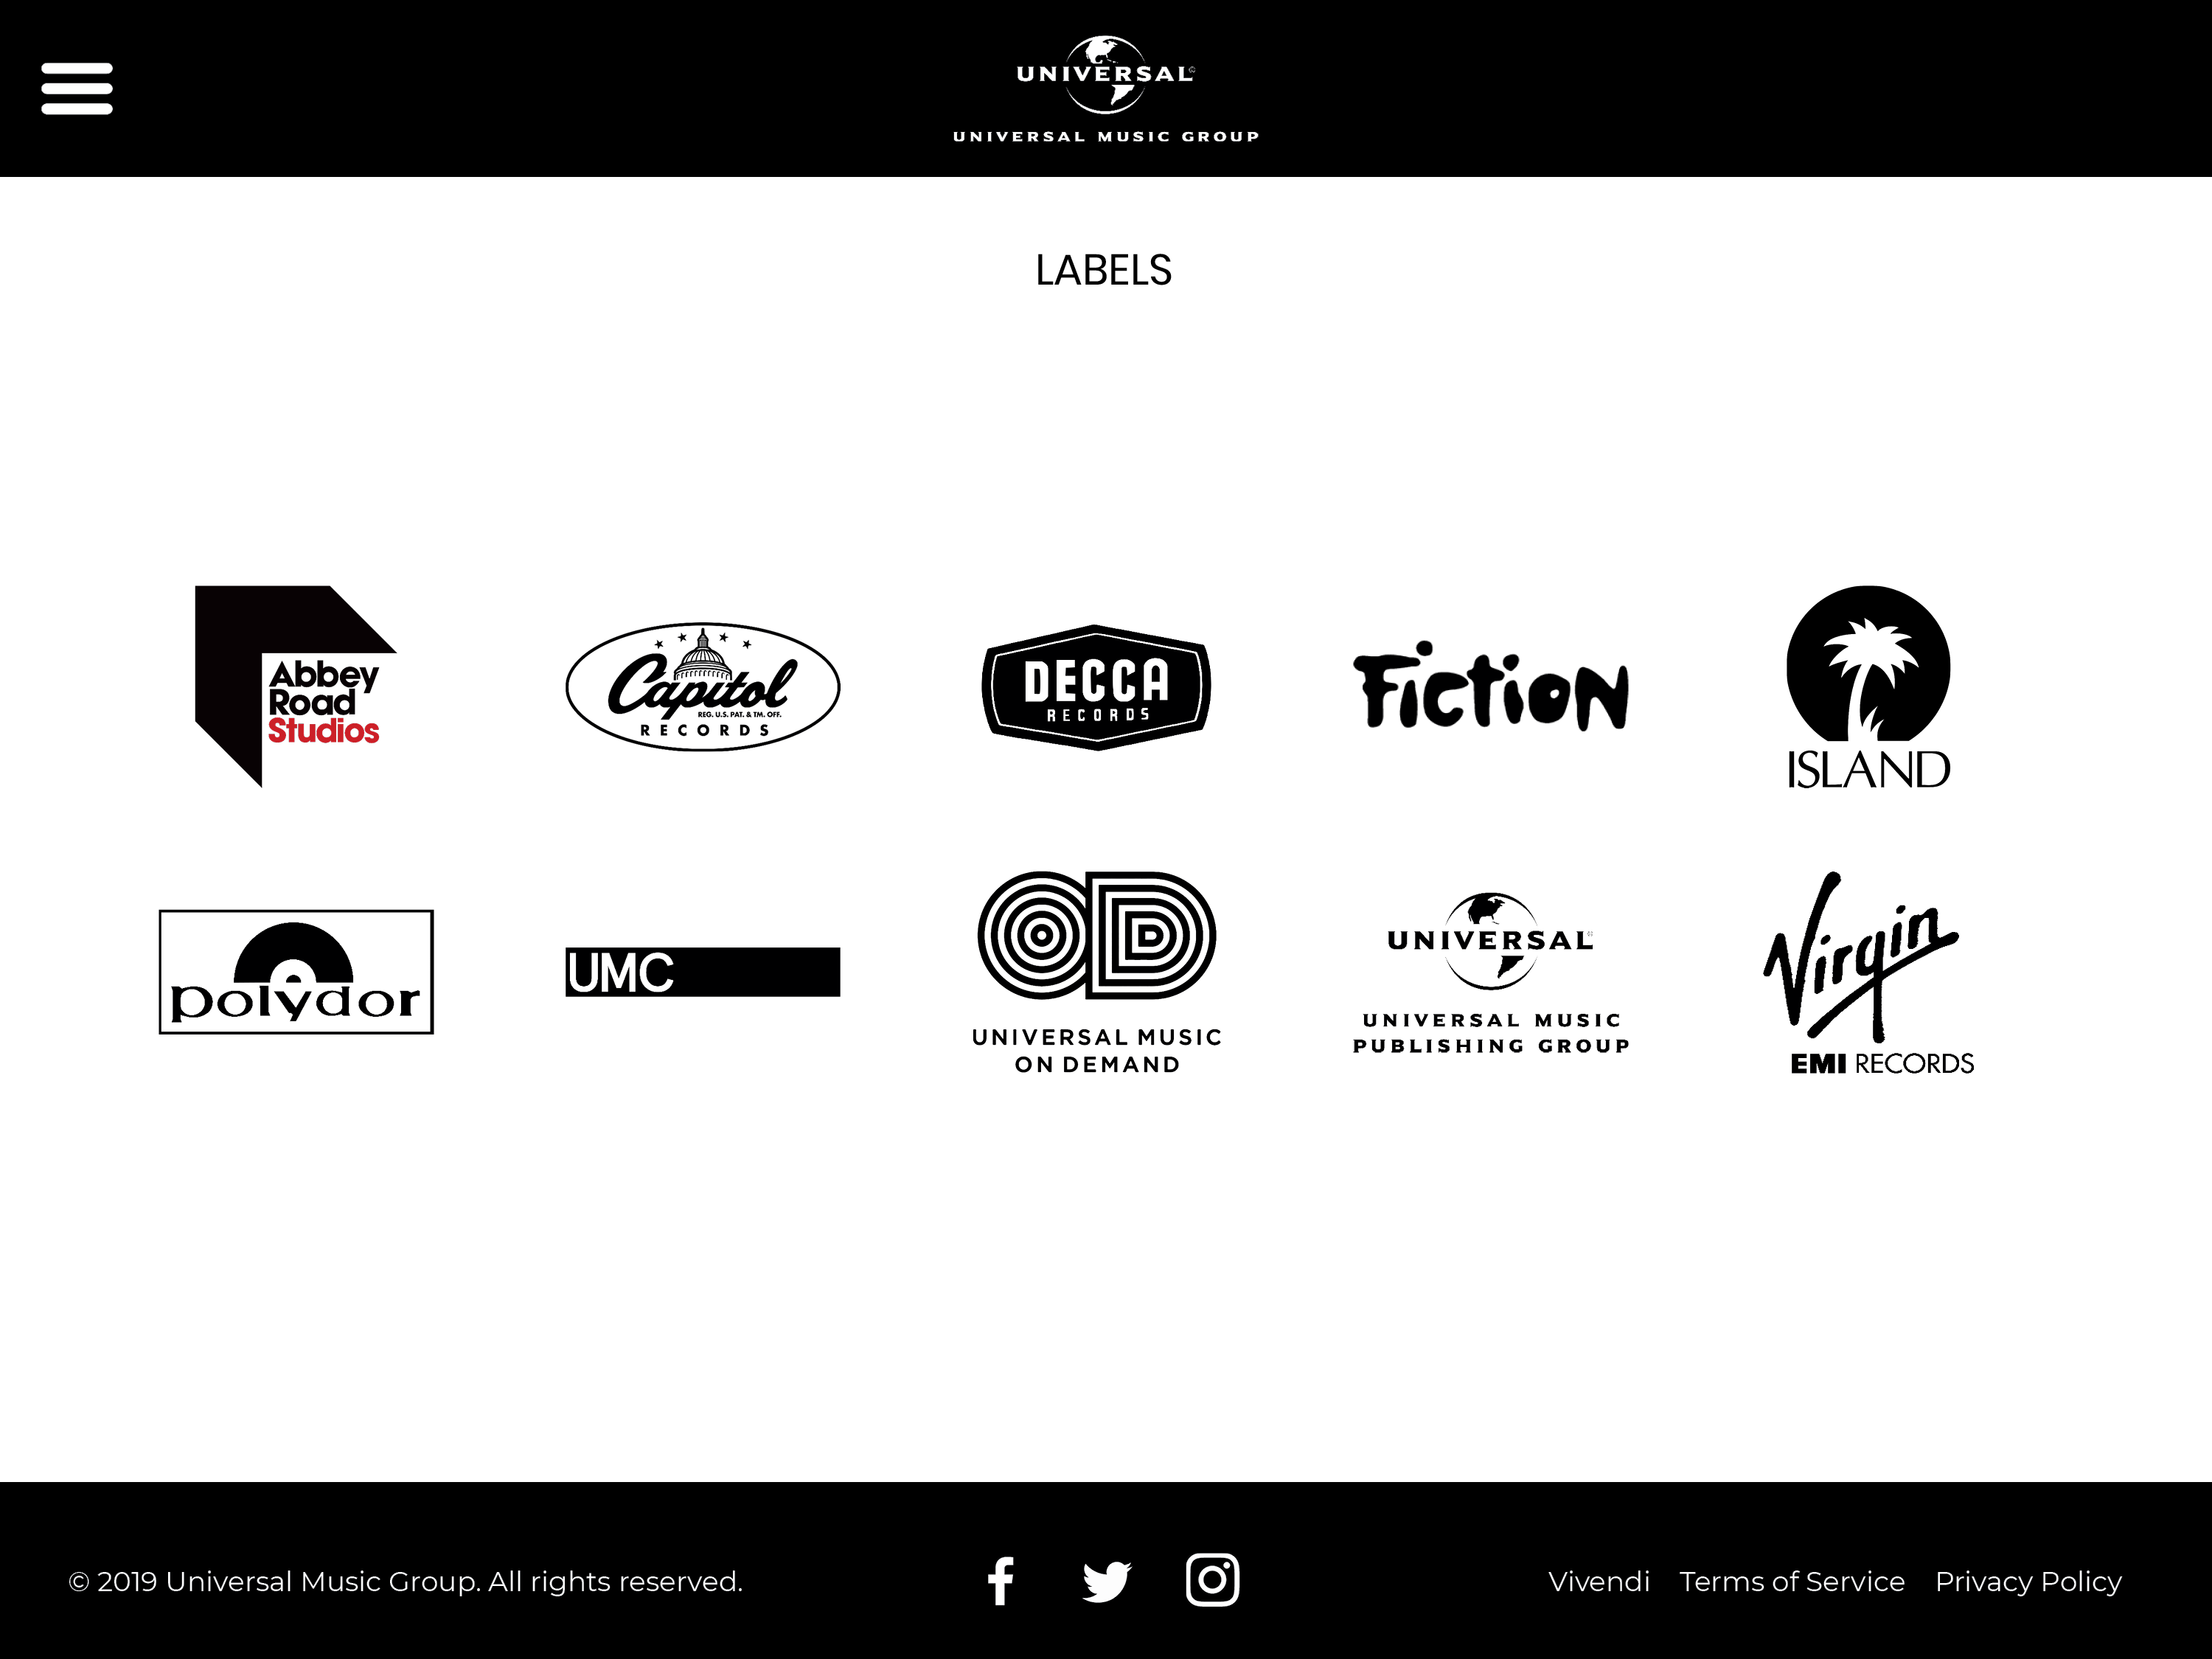 UNIVERSAL
UNIVERSAL MUSIC GROUP
LABELS
Abbey
Road
Studios
Capitol
REG. U.S. PAT. & TM. OFF.
RECORDS
DECCA
RECORDS
Fiction
ISLAND
polydor
UMC
OD
UNIVERSAL MUSIC
ON DEMAND
UNIVERSAL
UNIVERSAL MUSIC
PUBLISHING GROUP
Virgin
EMI RECORDS
© 2019 Universal Music Group. All rights reserved.
Vivendi Terms of Service Privacy Policy